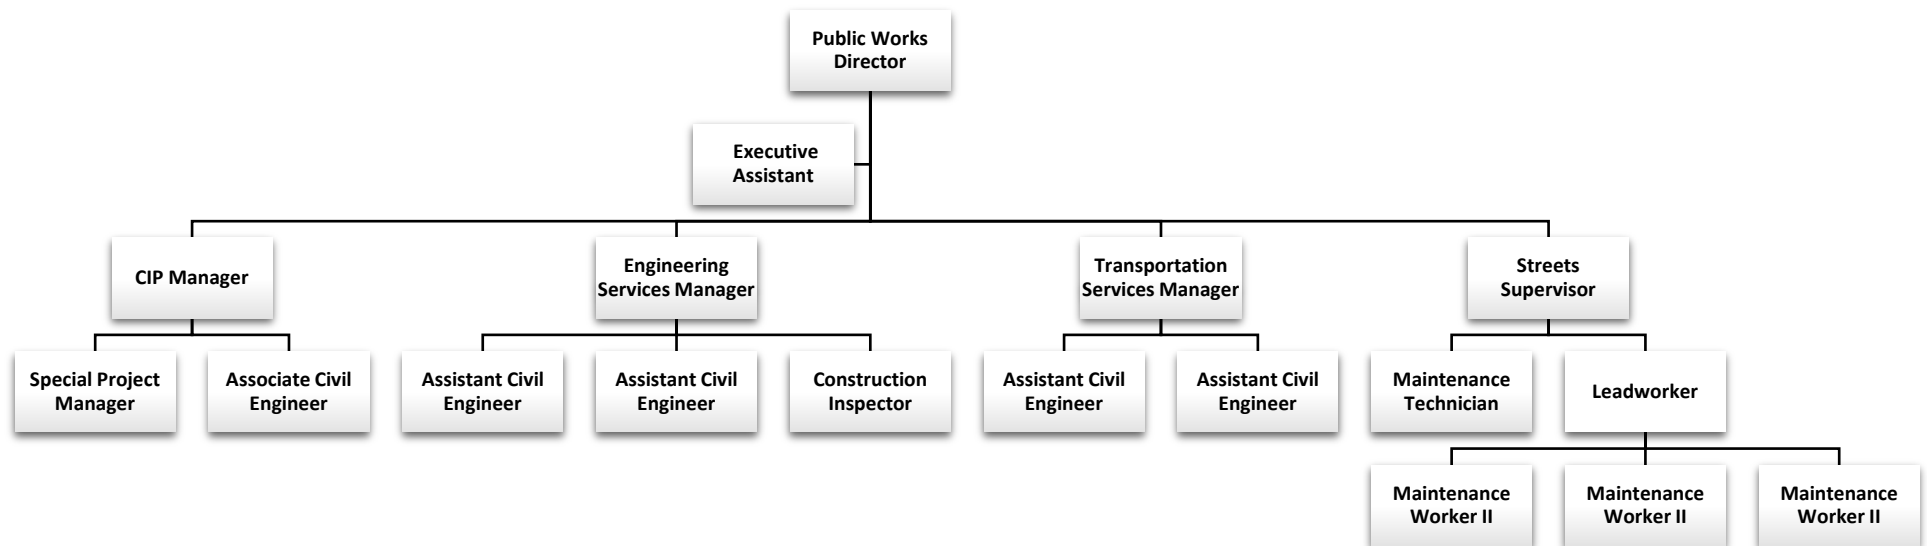 Public Works
Director
Executive
Assistant
CIP Manager
Engineering
Services Manager
Transportation
Services Manager
Streets
Supervisor
Special Project
Manager
Associate Civil
Engineer
Assistant Civil
Engineer
Assistant Civil
Engineer
Construction
Inspector
Assistant Civil
Engineer
Assistant Civil
Engineer
Maintenance
Technician
Leadworker
Maintenance
Worker II
Maintenance
Worker II
Maintenance
Worker II